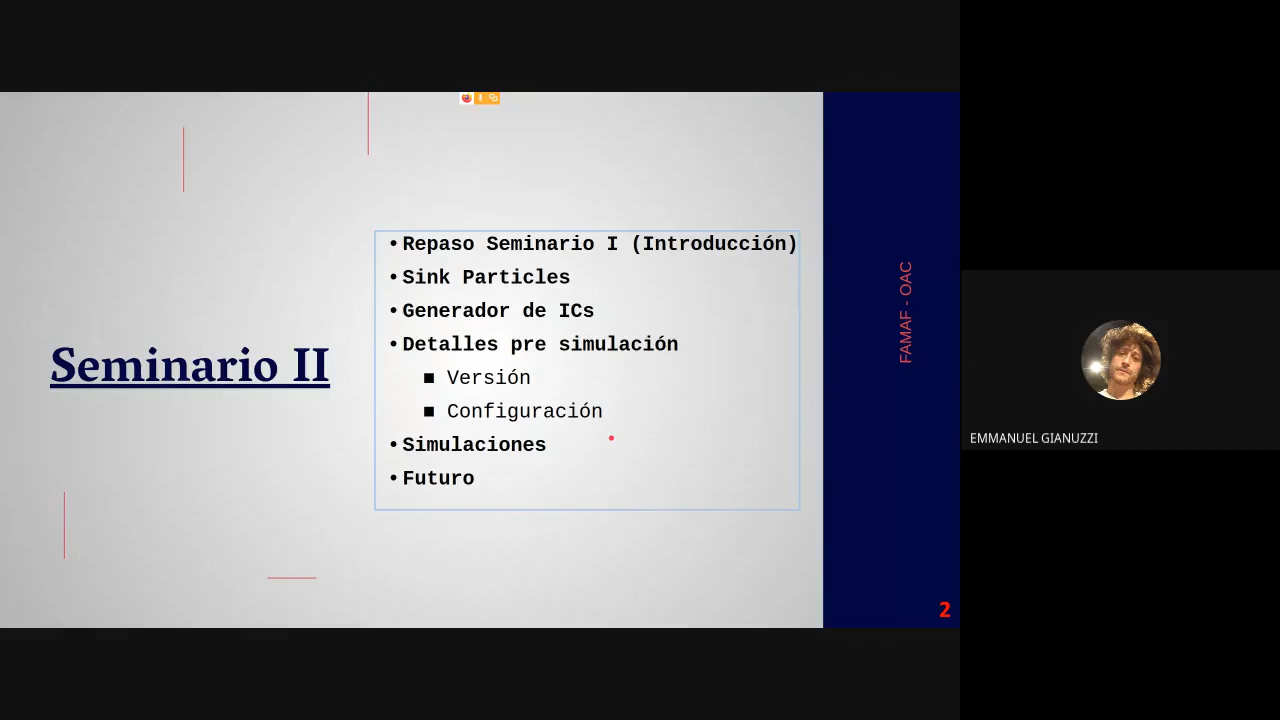 Seminario II
• Repaso Seminario I (Introducción)
• Sink Particles
• Generador de ICs
• Detalles pre simulación
■ Versión
■ Configuración
• Simulaciones
• Futuro
FAMAF - OAC
2
EMMANUEL GIANUZZI